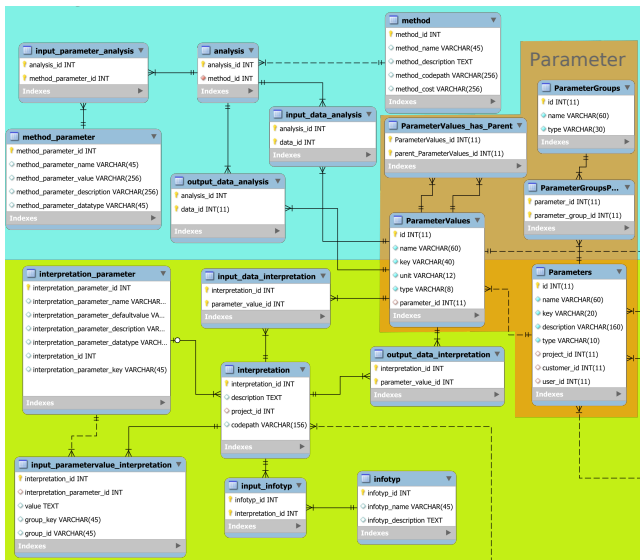 method
method_id INT
method_name VARCHAR(45)
method_description TEXT
method_codepath VARCHAR(256)
method_cost VARCHAR(256)
Indexes
input_parameter_analysis
analysis_id INT
method_parameter_id INT
Indexes
analysis
analysis_id INT
method_id INT
Indexes
Parameter
ParameterGroups
id INT(11)
name VARCHAR(60)
type VARCHAR(30)
Indexes
input_data_analysis
analysis_id INT
data_id INT
Indexes
ParameterValues_has_Parent
ParameterValues_id INT(11)
parent_ParameterValues_id INT(11)
Indexes
method_parameter
method_parameter_id INT
method_parameter_name VARCHAR(45)
method_parameter_value VARCHAR(256)
method_parameter_description VARCHAR(256)
method_parameter_datatype VARCHAR(45)
Indexes
output_data_analysis
analysis_id INT
data_id INT(11)
Indexes
ParameterGroupsP...
parameter_id INT(11)
parameter_group_id INT(11)
Indexes
ParameterValues
id INT(11)
name VARCHAR(60)
key VARCHAR(40)
unit VARCHAR(12)
type VARCHAR(8)
parameter_id INT(11)
Indexes
Parameters
id INT(11)
name VARCHAR(60)
key VARCHAR(20)
description VARCHAR(160)
type VARCHAR(10)
project_id INT(11)
customer_id INT(11)
user_id INT(11)
Indexes
interpretation_parameter
interpretation_parameter_id INT
interpretation_parameter_name VARCHAR...
interpretation_parameter_defaultvalue VA...
interpretation_parameter_description VAR...
interpretation_parameter_datatype VARCH...
interpretation_id INT
interpretation_parameter_key VARCHAR(45)
Indexes
input_data_interpretation
interpretation_id INT
parameter_value_id INT
Indexes
output_data_interpretation
interpretation_id INT
parameter_value_id INT
Indexes
interpretation
interpretation_id INT
description TEXT
project_id INT
codepath VARCHAR(156)
Indexes
input_parametervalue_interpretation
interpretation_id INT
interpretation_parameter_id INT
value TEXT
group_key VARCHAR(45)
group_id VARCHAR(45)
Indexes
input_infotyp
infotyp_id INT
interpretation_id INT
Indexes
infotyp
infotyp_id INT
infotyp_name VARCHAR(45)
infotyp_description TEXT
Indexes